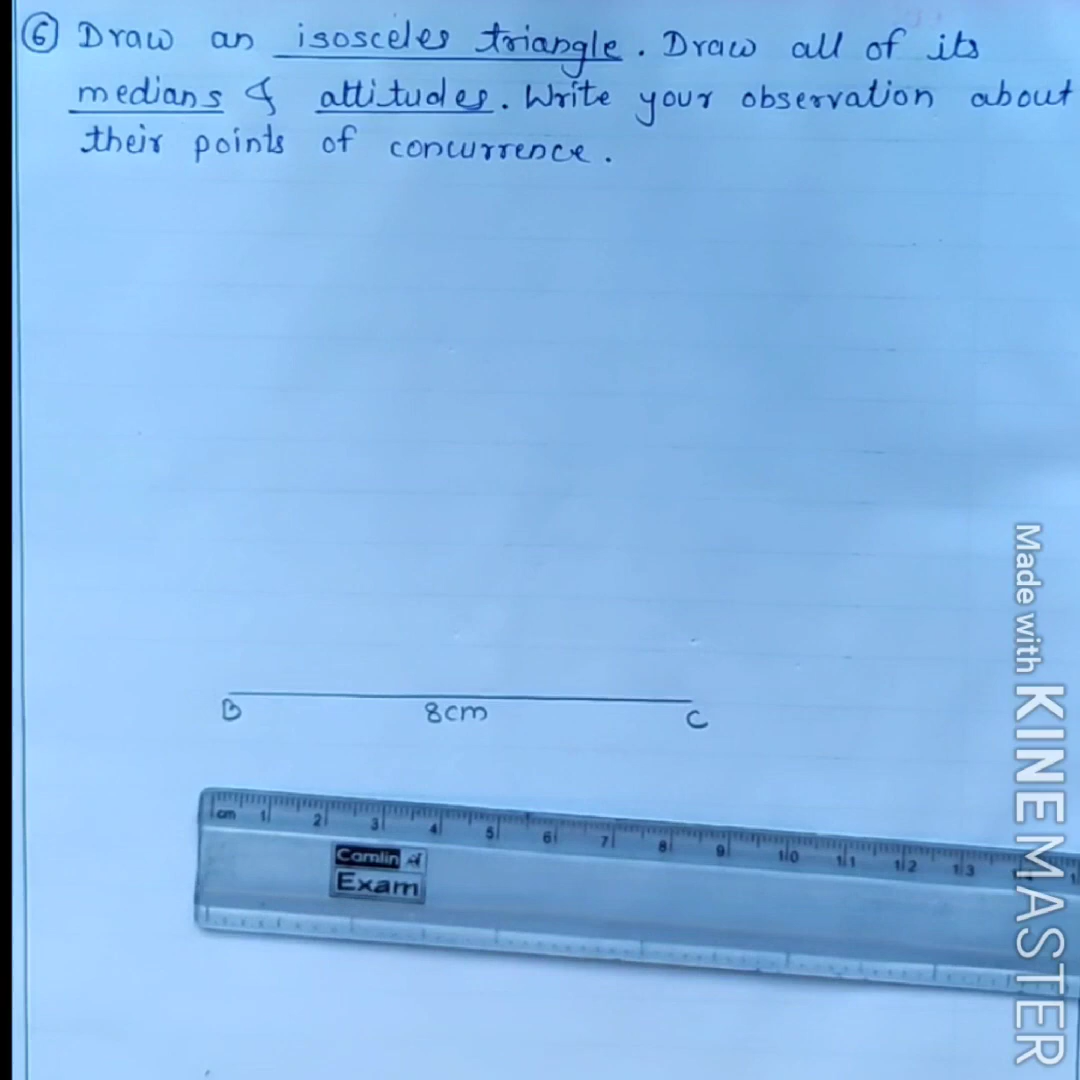 ⑥ Draw an isosceles triangle. Draw all of its
medians & attitudes. Write your observation about
their points of concurrence.
B 8cm C
cm 1 2 3 4 5 6 7 8 9 10 11 12 13
Camlin
Exam
Made with KINEMASTER